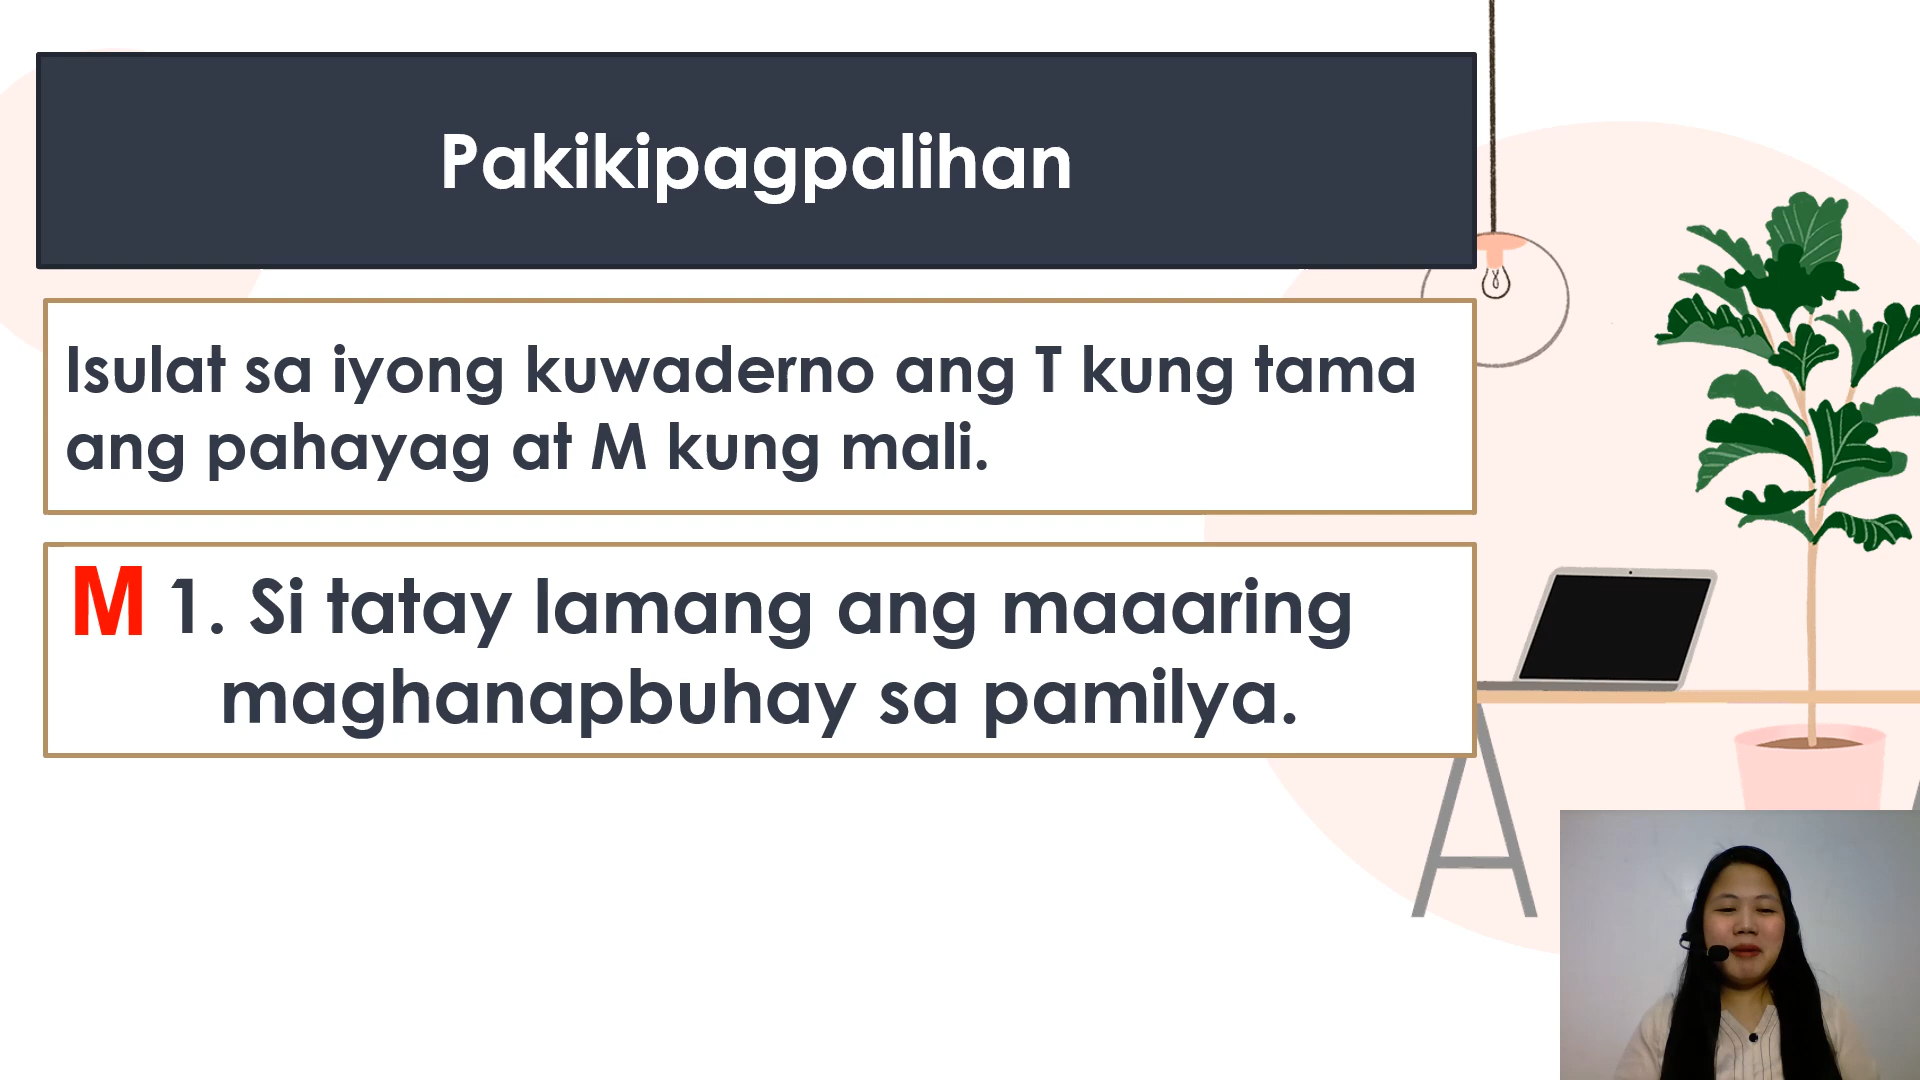 Pakikipagpalihan
Isulat sa iyong kuwaderno ang T kung tama
ang pahayag at M kung mali.
M 1. Si tatay lamang ang maaaring
maghanapbuhay sa pamilya.